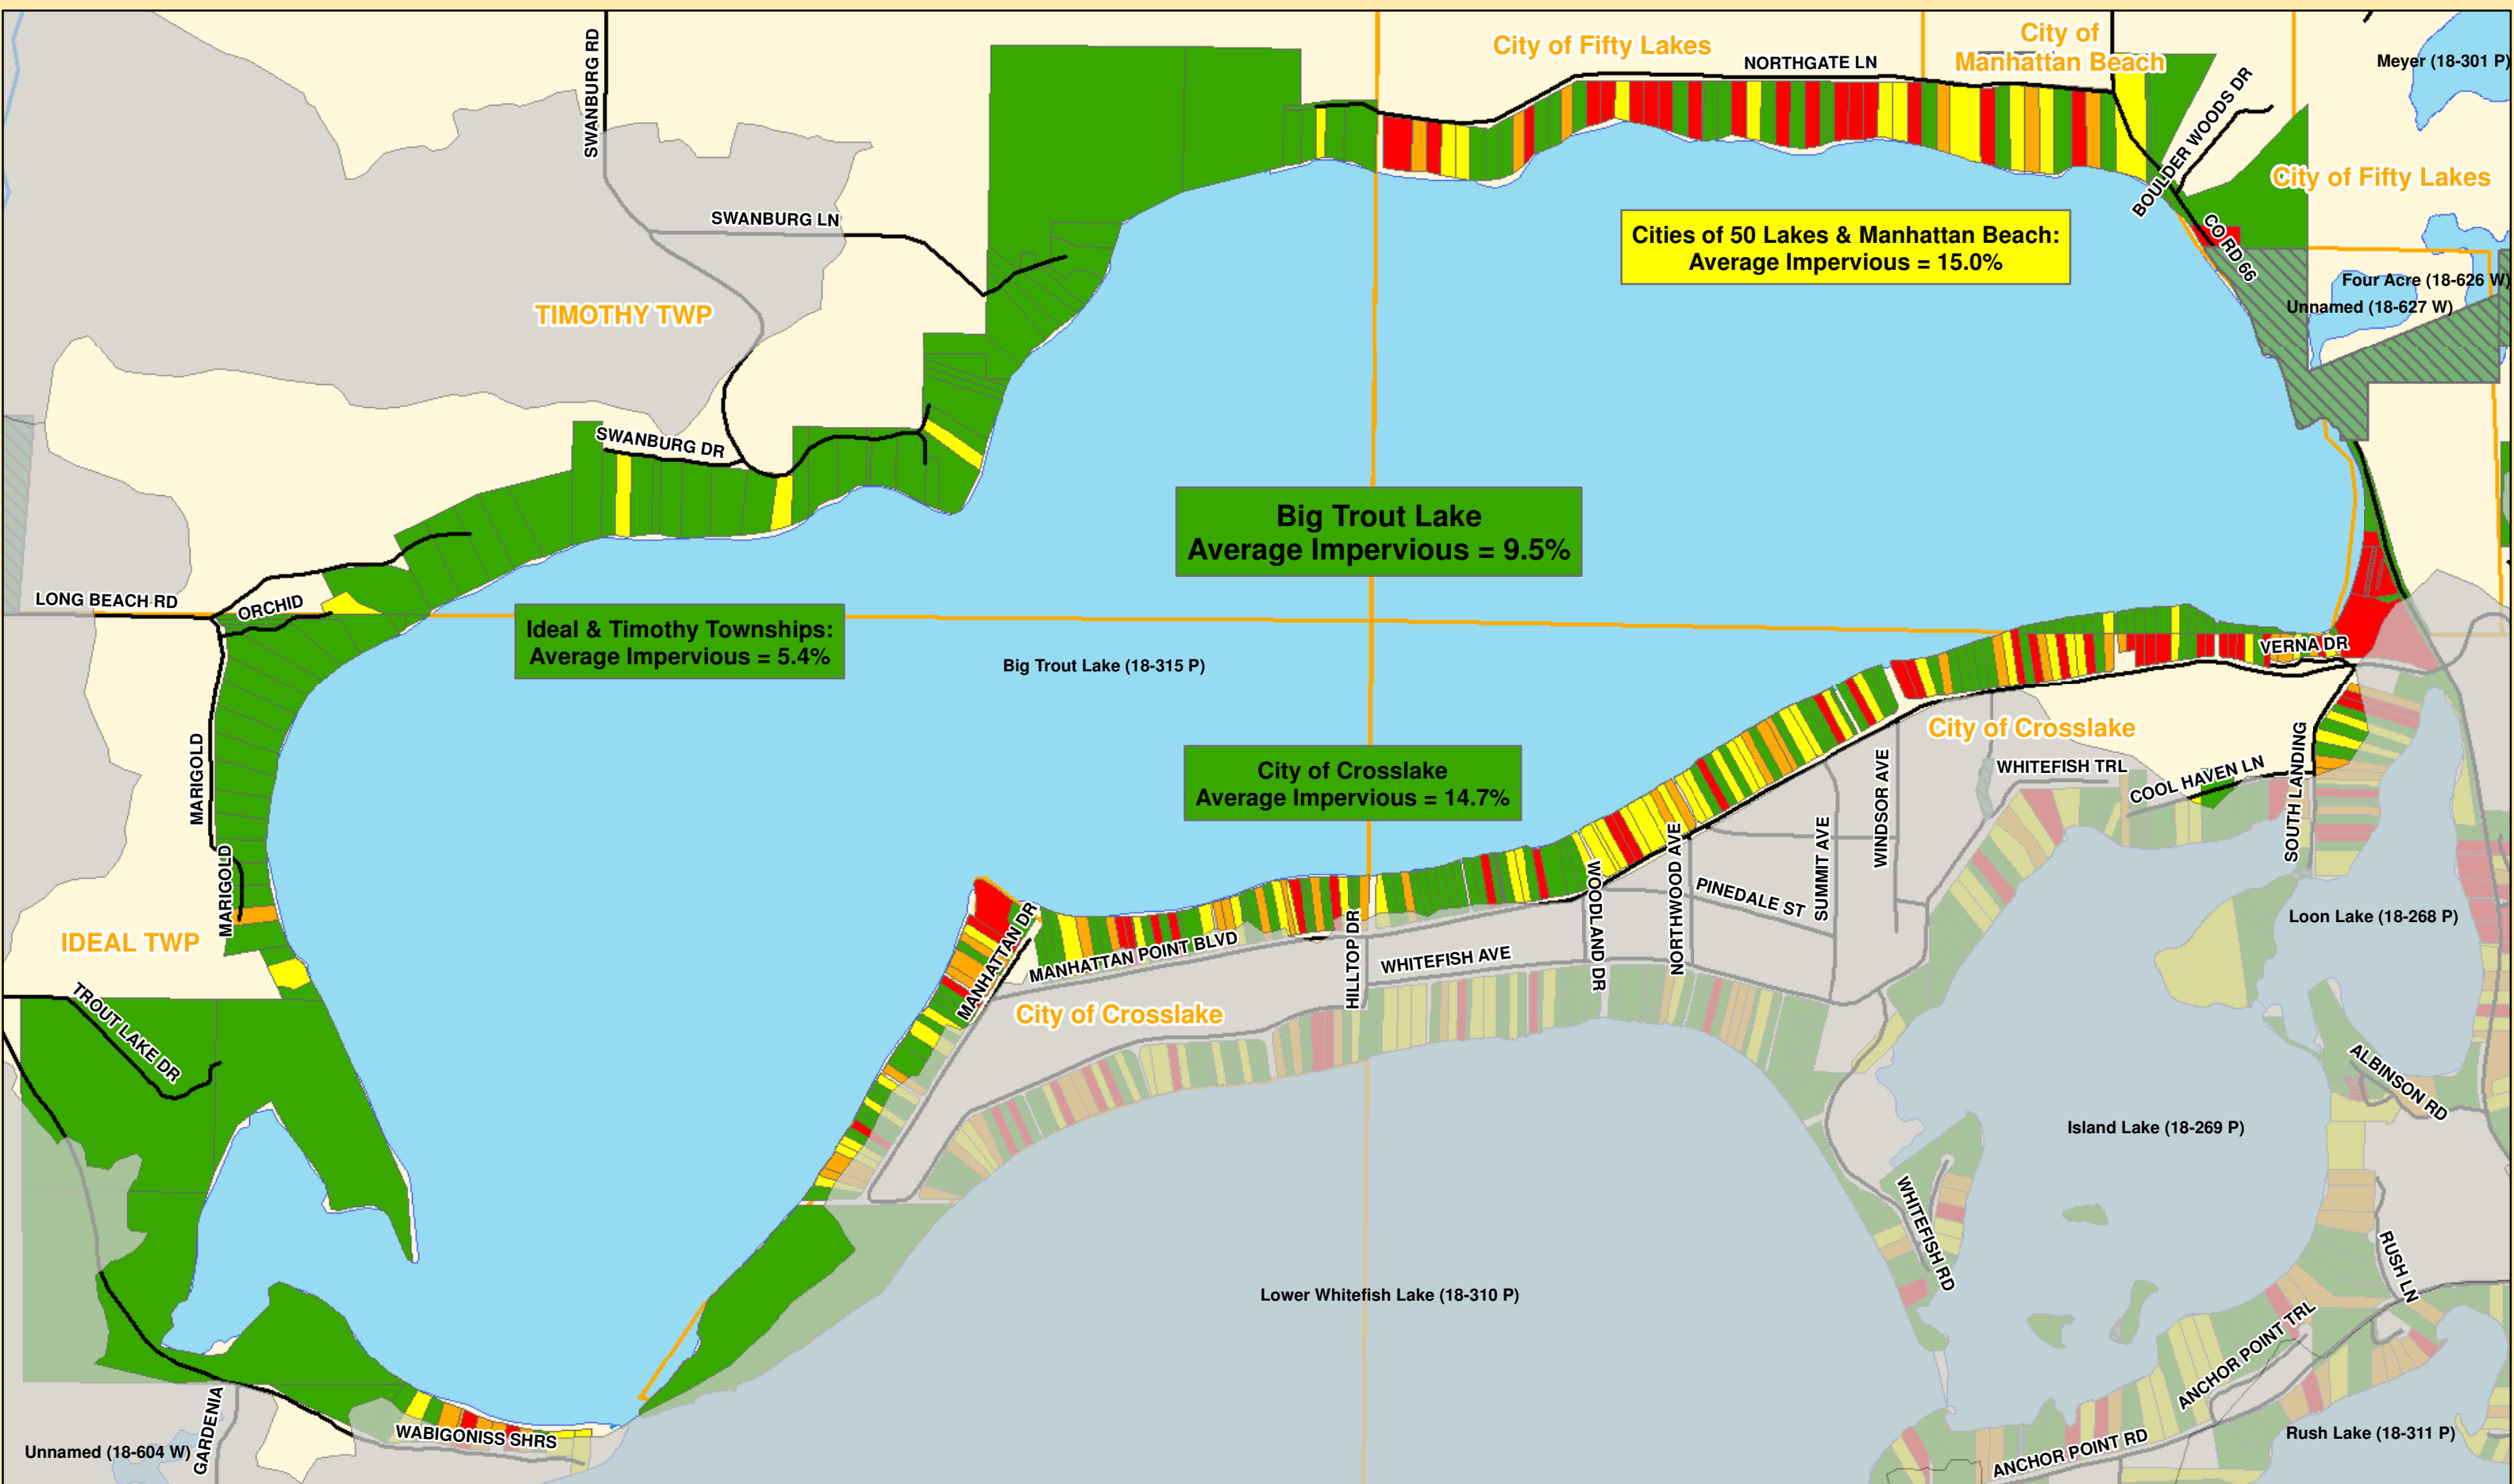 SWANBURG RD
City of Fifty Lakes
NORTHGATE LN
City of
Manhattan Beach
Meyer (18-301 P)
BOULDER WOODS DR
City of Fifty Lakes
SWANBURG LN
CO RD 66
Cities of 50 Lakes & Manhattan Beach:
Average Impervious = 15.0%
Four Acre (18-626 W)
Unnamed (18-627 W)
TIMOTHY TWP
SWANBURG DR
Big Trout Lake
Average Impervious = 9.5%
LONG BEACH RD
ORCHID
Ideal & Timothy Townships:
Average Impervious = 5.4%
Big Trout Lake (18-315 P)
VERNA DR
City of Crosslake
MARIGOLD
City of Crosslake
Average Impervious = 14.7%
WHITEFISH TRL
COOL HAVEN LN
SOUTH LANDING
WINDSOR AVE
SUMMIT AVE
NORTHWOOD AVE
PINEDALE ST
WOODLAND DR
MARIGOLD
IDEAL TWP
MANHATTAN DR
MANHATTAN POINT BLVD
HILLTOP DR
WHITEFISH AVE
Loon Lake (18-268 P)
City of Crosslake
TROUT LAKE DR
ALBINSON RD
Island Lake (18-269 P)
WHITEFISH RD
RUSH LN
Lower Whitefish Lake (18-310 P)
ANCHOR POINT TRL
GARDENIA
WABIGONISS SHRS
Unnamed (18-604 W)
ANCHOR POINT RD
Rush Lake (18-311 P)